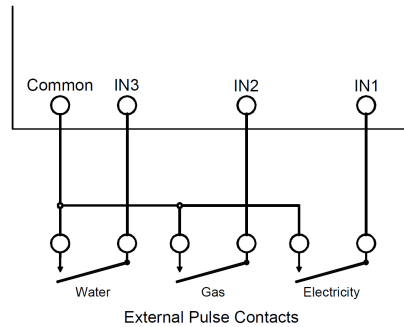 Common IN3 IN2 IN1
Water Gas Electricity
External Pulse Contacts